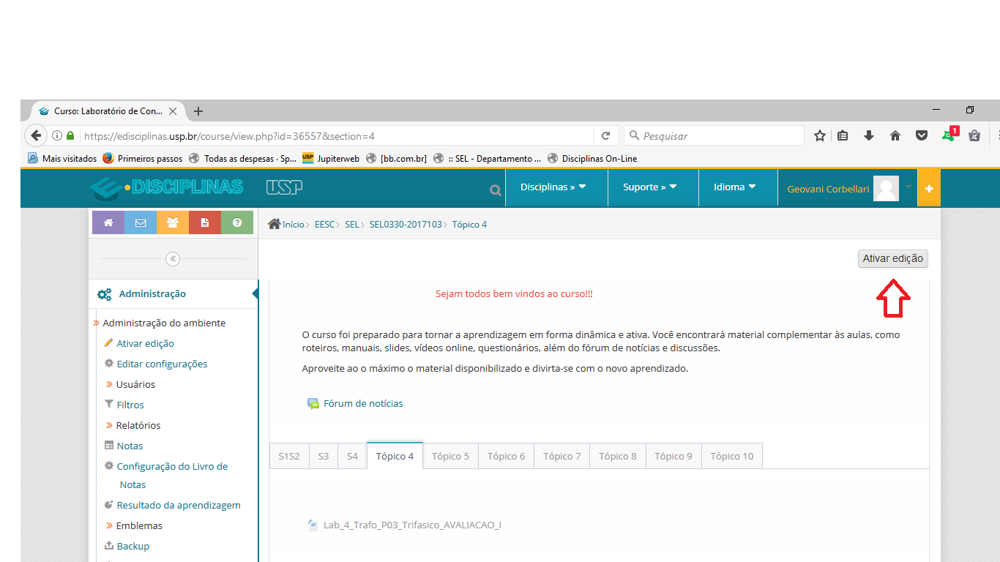 Curso: Laboratório de Con...
https://edisciplinas.usp.br/course/view.php?id=36557&section=4
Pesquisar
1
Mais visitados
Primeiros passos
Todas as despesas · Sp...
USP
Jupiterweb
[bb.com.br]
:: SEL - Departamento ...
Disciplinas On-Line
e-DISCIPLINAS
USP
Disciplinas »
Suporte »
Idioma
Geovani Corbellari
Início
EESC
SEL
SEL0330-2017103
Tópico 4
Ativar edição
Administração
Administração do ambiente
Ativar edição
Editar configurações
Usuários
Filtros
Relatórios
Notas
Configuração do Livro de
Notas
Resultado da aprendizagem
Emblemas
Backup
Sejam todos bem vindos ao curso!!!
O curso foi preparado para tornar a aprendizagem em forma dinâmica e ativa. Você encontrará material complementar às aulas, como
roteiros, manuais, slides, vídeos online, questionários, além do fórum de notícias e discussões.
Aproveite ao o máximo o material disponibilizado e divirta-se com o novo aprendizado.
Fórum de notícias
S1S2
S3
S4
Tópico 4
Tópico 5
Tópico 6
Tópico 7
Tópico 8
Tópico 9
Tópico 10
Lab_4_Trafo_P03_Trifasico_AVALIACAO_I